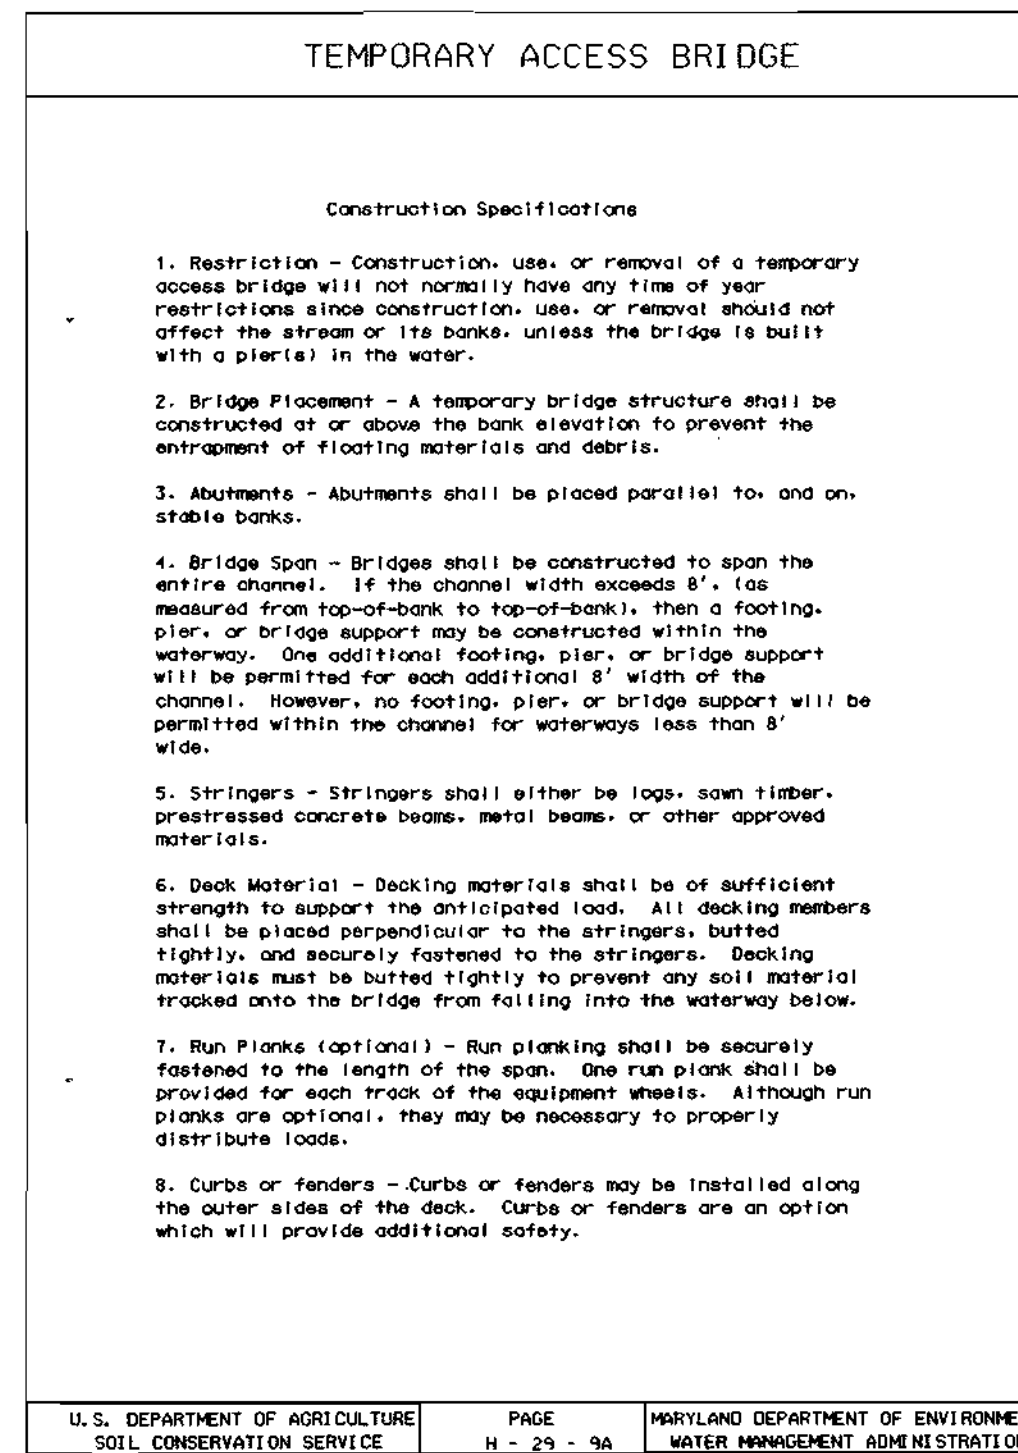 TEMPORARY ACCESS BRIDGE
Construction Specifications
1. Restriction - Construction, use, or removal of a temporary
access bridge will not normally have any time of year
restrictions since construction, use, or removal should not
affect the stream or its banks, unless the bridge is built
with a pier(s) in the water.
2. Bridge Placement - A temporary bridge structure shall be
constructed at or above the bank elevation to prevent the
entrapment of floating materials and debris.
3. Abutments - Abutments shall be placed parallel to, and on,
stable banks.
4. Bridge Span - Bridges shall be constructed to span the
entire channel. If the channel width exceeds 8', (as
measured from top-of-bank to top-of-bank), then a footing,
pier, or bridge support may be constructed within the
waterway. One additional footing, pier, or bridge support
will be permitted for each additional 8' width of the
channel. However, no footing, pier, or bridge support will be
permitted within the channel for waterways less than 8'
wide.
5. Stringers - Stringers shall either be logs, sawn timber,
prestressed concrete beams, metal beams, or other approved
materials.
6. Deck Material - Decking materials shall be of sufficient
strength to support the anticipated load. All decking members
shall be placed perpendicular to the stringers, butted
tightly, and securely fastened to the stringers. Decking
materials must be butted tightly to prevent any soil material
tracked onto the bridge from falling into the waterway below.
7. Run Planks (optional) - Run planking shall be securely
fastened to the length of the span. One run plank shall be
provided for each track of the equipment wheels. Although run
planks are optional, they may be necessary to properly
distribute loads.
8. Curbs or fenders - Curbs or fenders may be installed along
the outer sides of the deck. Curbs or fenders are an option
which will provide additional safety.
U.S. DEPARTMENT OF AGRICULTURE
SOIL CONSERVATION SERVICE
PAGE
H - 29 - 9A
MARYLAND DEPARTMENT OF ENVIRONME
WATER MANAGEMENT ADMINISTRATIO